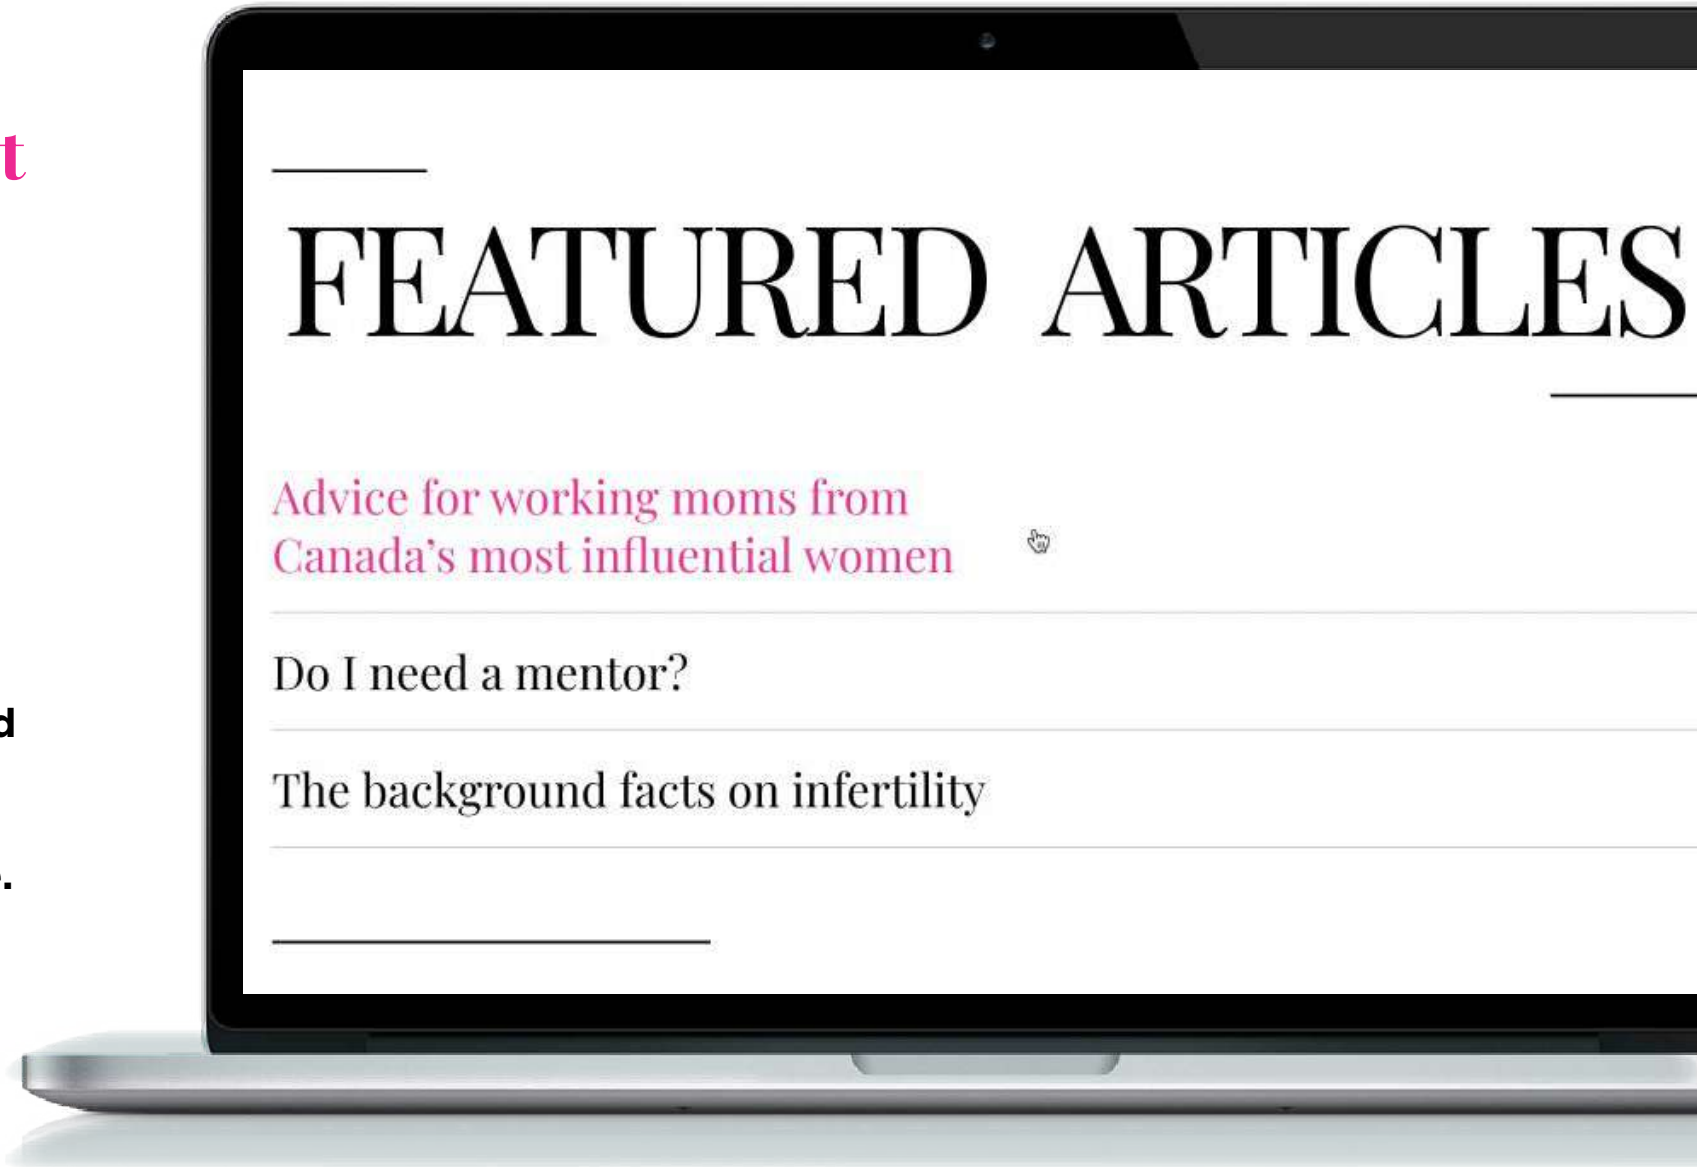 t
FEATURED ARTICLES
Advice for working moms from
Canada's most influential women
Do I need a mentor?
The background facts on infertility
d
.